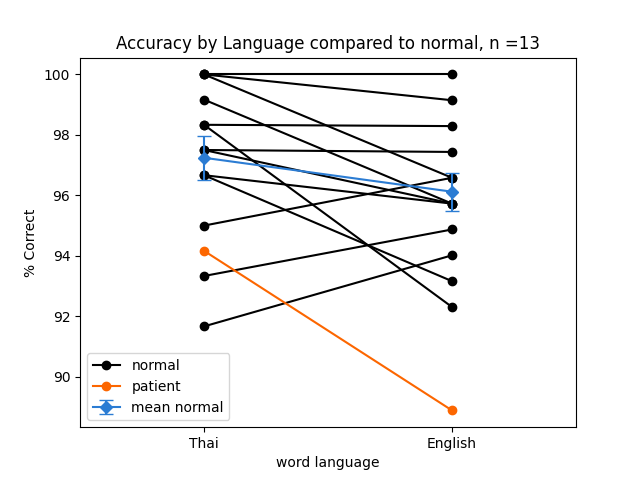 Accuracy by Language compared to normal, n =13
100
98
96
94
92
90
% Correct
normal
patient
mean normal
Thai
English
word language